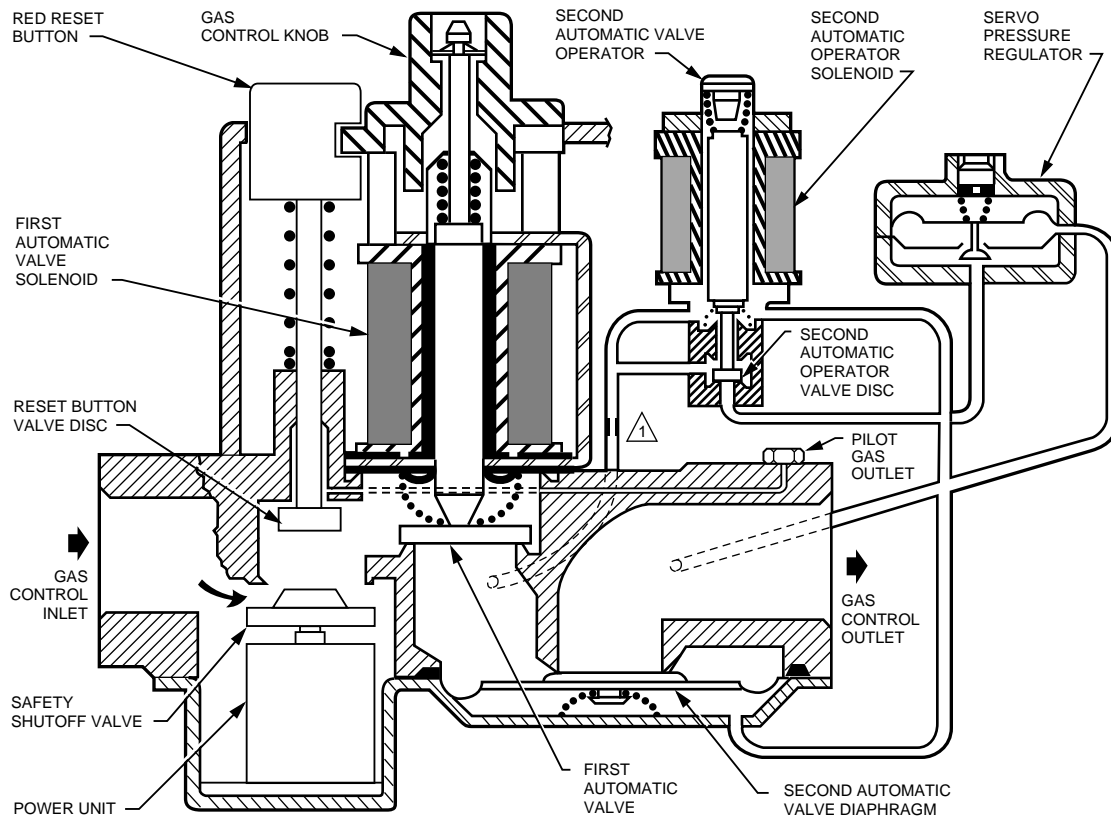 RED RESET
BUTTON
GAS
CONTROL KNOB
SECOND
AUTOMATIC VALVE
OPERATOR
SECOND
AUTOMATIC
OPERATOR
SOLENOID
SERVO
PRESSURE
REGULATOR
FIRST
AUTOMATIC
VALVE
SOLENOID
SECOND
AUTOMATIC
OPERATOR
VALVE DISC
RESET BUTTON
VALVE DISC
1
PILOT
GAS
OUTLET
GAS
CONTROL
INLET
GAS
CONTROL
OUTLET
SAFETY
SHUTOFF VALVE
POWER UNIT
FIRST
AUTOMATIC
VALVE
SECOND AUTOMATIC
VALVE DIAPHRAGM